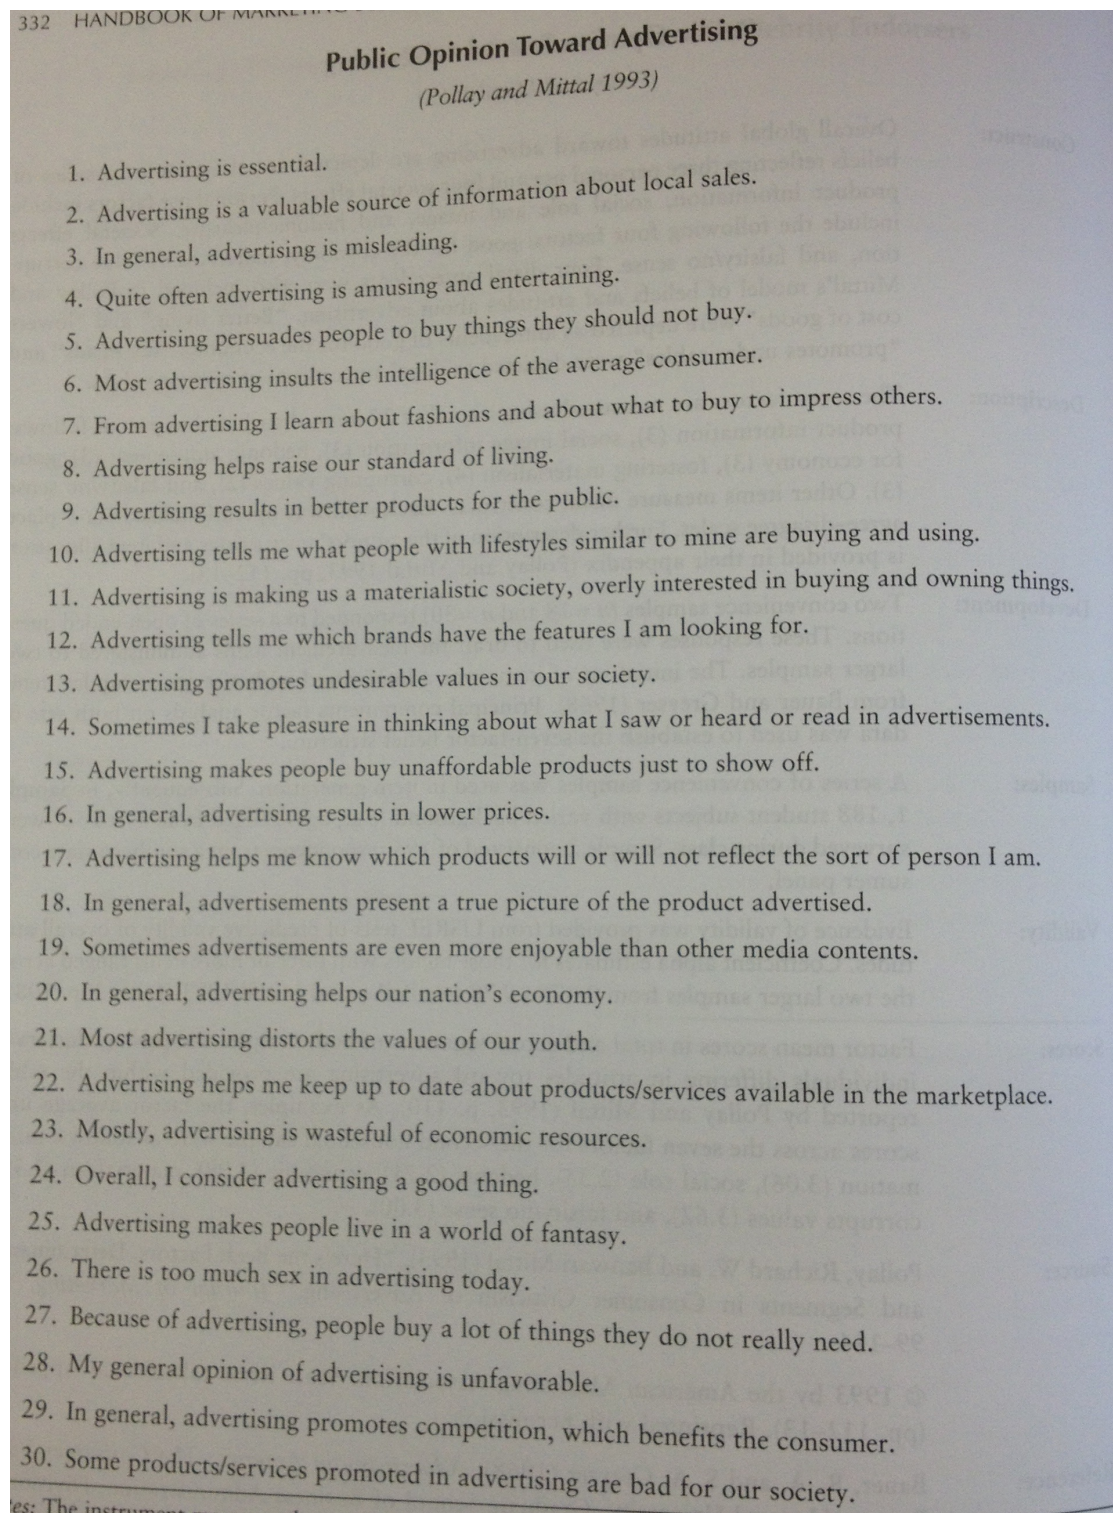 332 HANDBOOK OF
Public Opinion Toward Advertising
(Pollay and Mittal 1993)
1. Advertising is essential.
2. Advertising is a valuable source of information about local sales.
3. In general, advertising is misleading.
4. Quite often advertising is amusing and entertaining.
5. Advertising persuades people to buy things they should not buy.
6. Most advertising insults the intelligence of the average consumer.
7. From advertising I learn about fashions and about what to buy to impress others.
8. Advertising helps raise our standard of living.
9. Advertising results in better products for the public.
10. Advertising tells me what people with lifestyles similar to mine are buying and using.
11. Advertising is making us a materialistic society, overly interested in buying and owning things.
12. Advertising tells me which brands have the features I am looking for.
13. Advertising promotes undesirable values in our society.
14. Sometimes I take pleasure in thinking about what I saw or heard or read in advertisements.
15. Advertising makes people buy unaffordable products just to show off.
16. In general, advertising results in lower prices.
17. Advertising helps me know which products will or will not reflect the sort of person I am.
18. In general, advertisements present a true picture of the product advertised.
19. Sometimes advertisements are even more enjoyable than other media contents.
20. In general, advertising helps our nation's economy.
21. Most advertising distorts the values of our youth.
22. Advertising helps me keep up to date about products/services available in the marketplace.
23. Mostly, advertising is wasteful of economic resources.
24. Overall, I consider advertising a good thing.
25. Advertising makes people live in a world of fantasy.
26. There is too much sex in advertising today.
27. Because of advertising, people buy a lot of things they do not really need.
28. My general opinion of advertising is unfavorable.
29. In general, advertising promotes competition, which benefits the consumer.
30. Some products/services promoted in advertising are bad for our society.
The